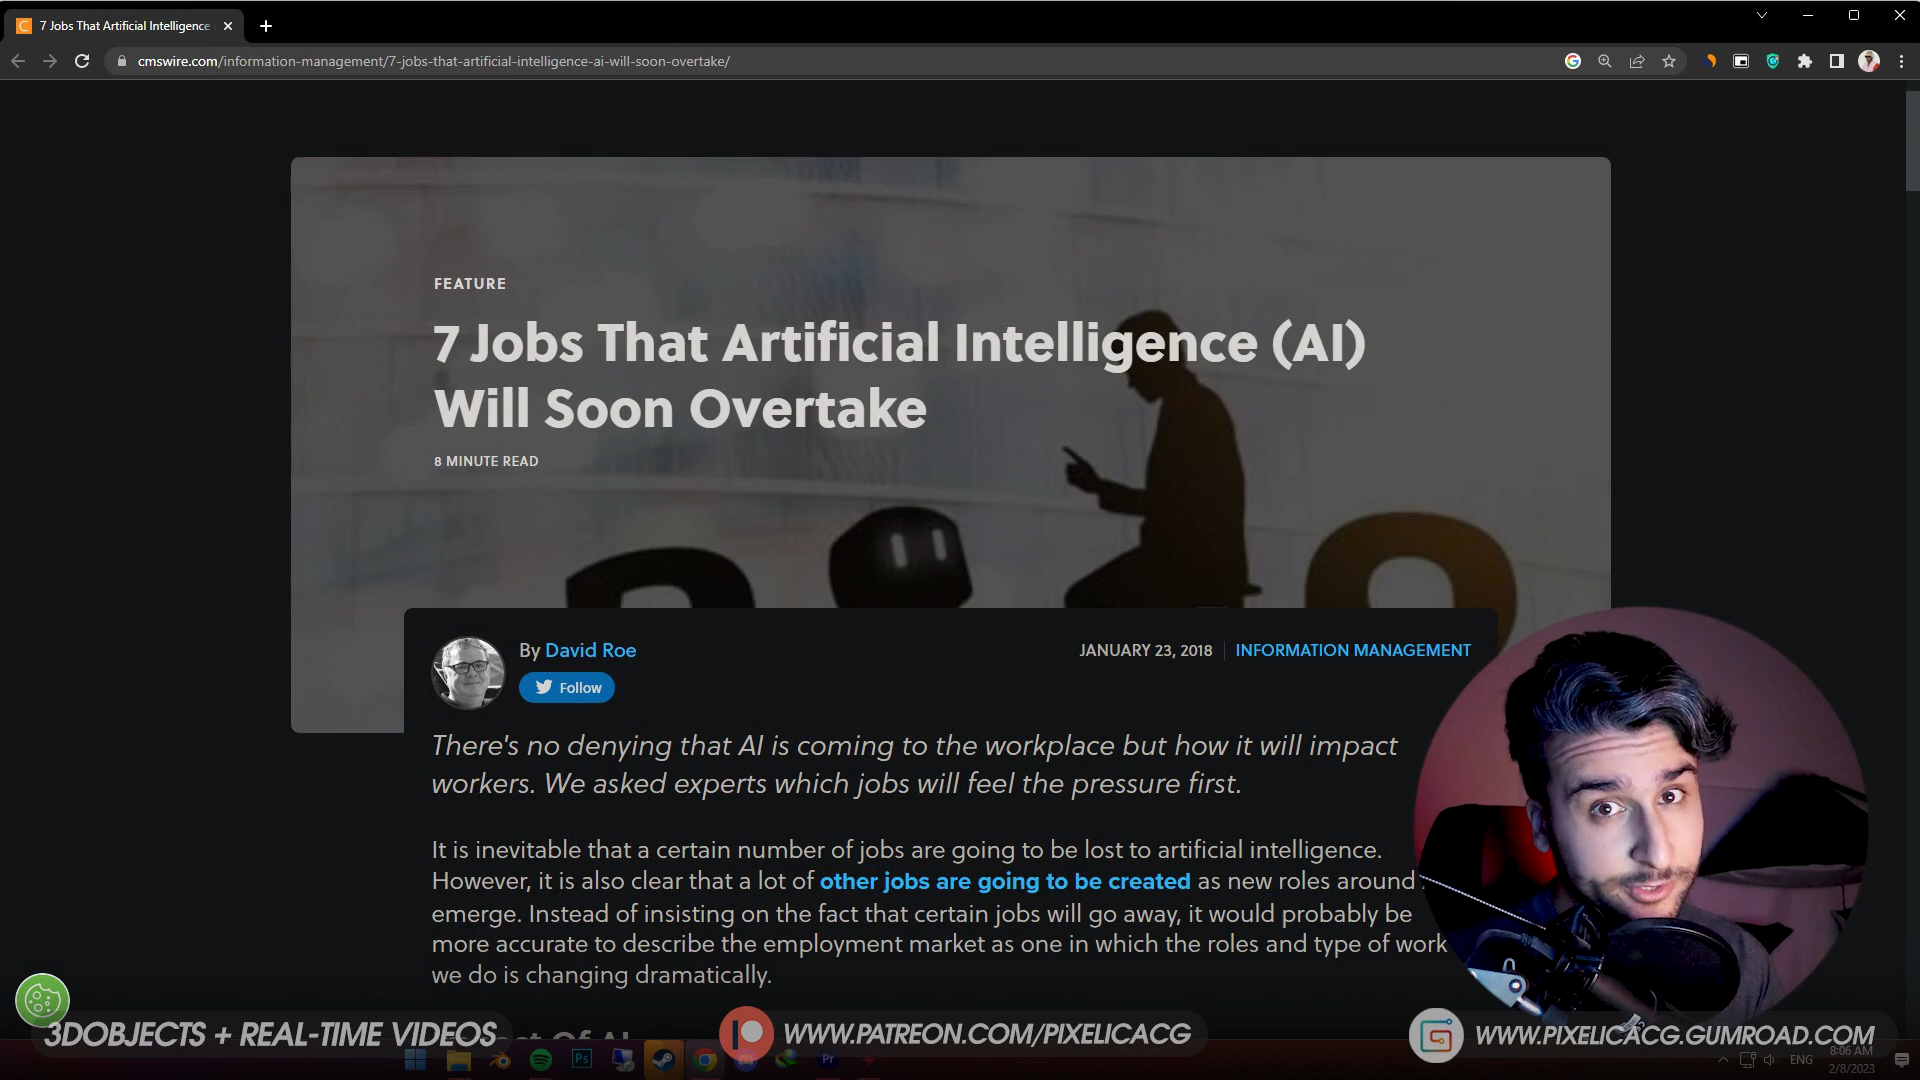 7 Jobs That Artificial Intelligence
cmswire.com/information-management/7-jobs-that-artificial-intelligence-ai-will-soon-overtake/
FEATURE
7 Jobs That Artificial Intelligence (AI)
Will Soon Overtake
8 MINUTE READ
By David Roe
JANUARY 23, 2018
INFORMATION MANAGEMENT
Follow
There's no denying that AI is coming to the workplace but how it will impact
workers. We asked experts which jobs will feel the pressure first.
It is inevitable that a certain number of jobs are going to be lost to artificial intelligence.
However, it is also clear that a lot of other jobs are going to be created as new roles around
emerge. Instead of insisting on the fact that certain jobs will go away, it would probably be
more accurate to describe the employment market as one in which the roles and type of work
we do is changing dramatically.
3DOBJECTS + REAL-TIME VIDEOS
WWW.PATREON.COM/PIXELICACG
WWW.PIXELICACG.GUMROAD.COM
Ps
Pr
ENG
8:06 AM
2/8/2023